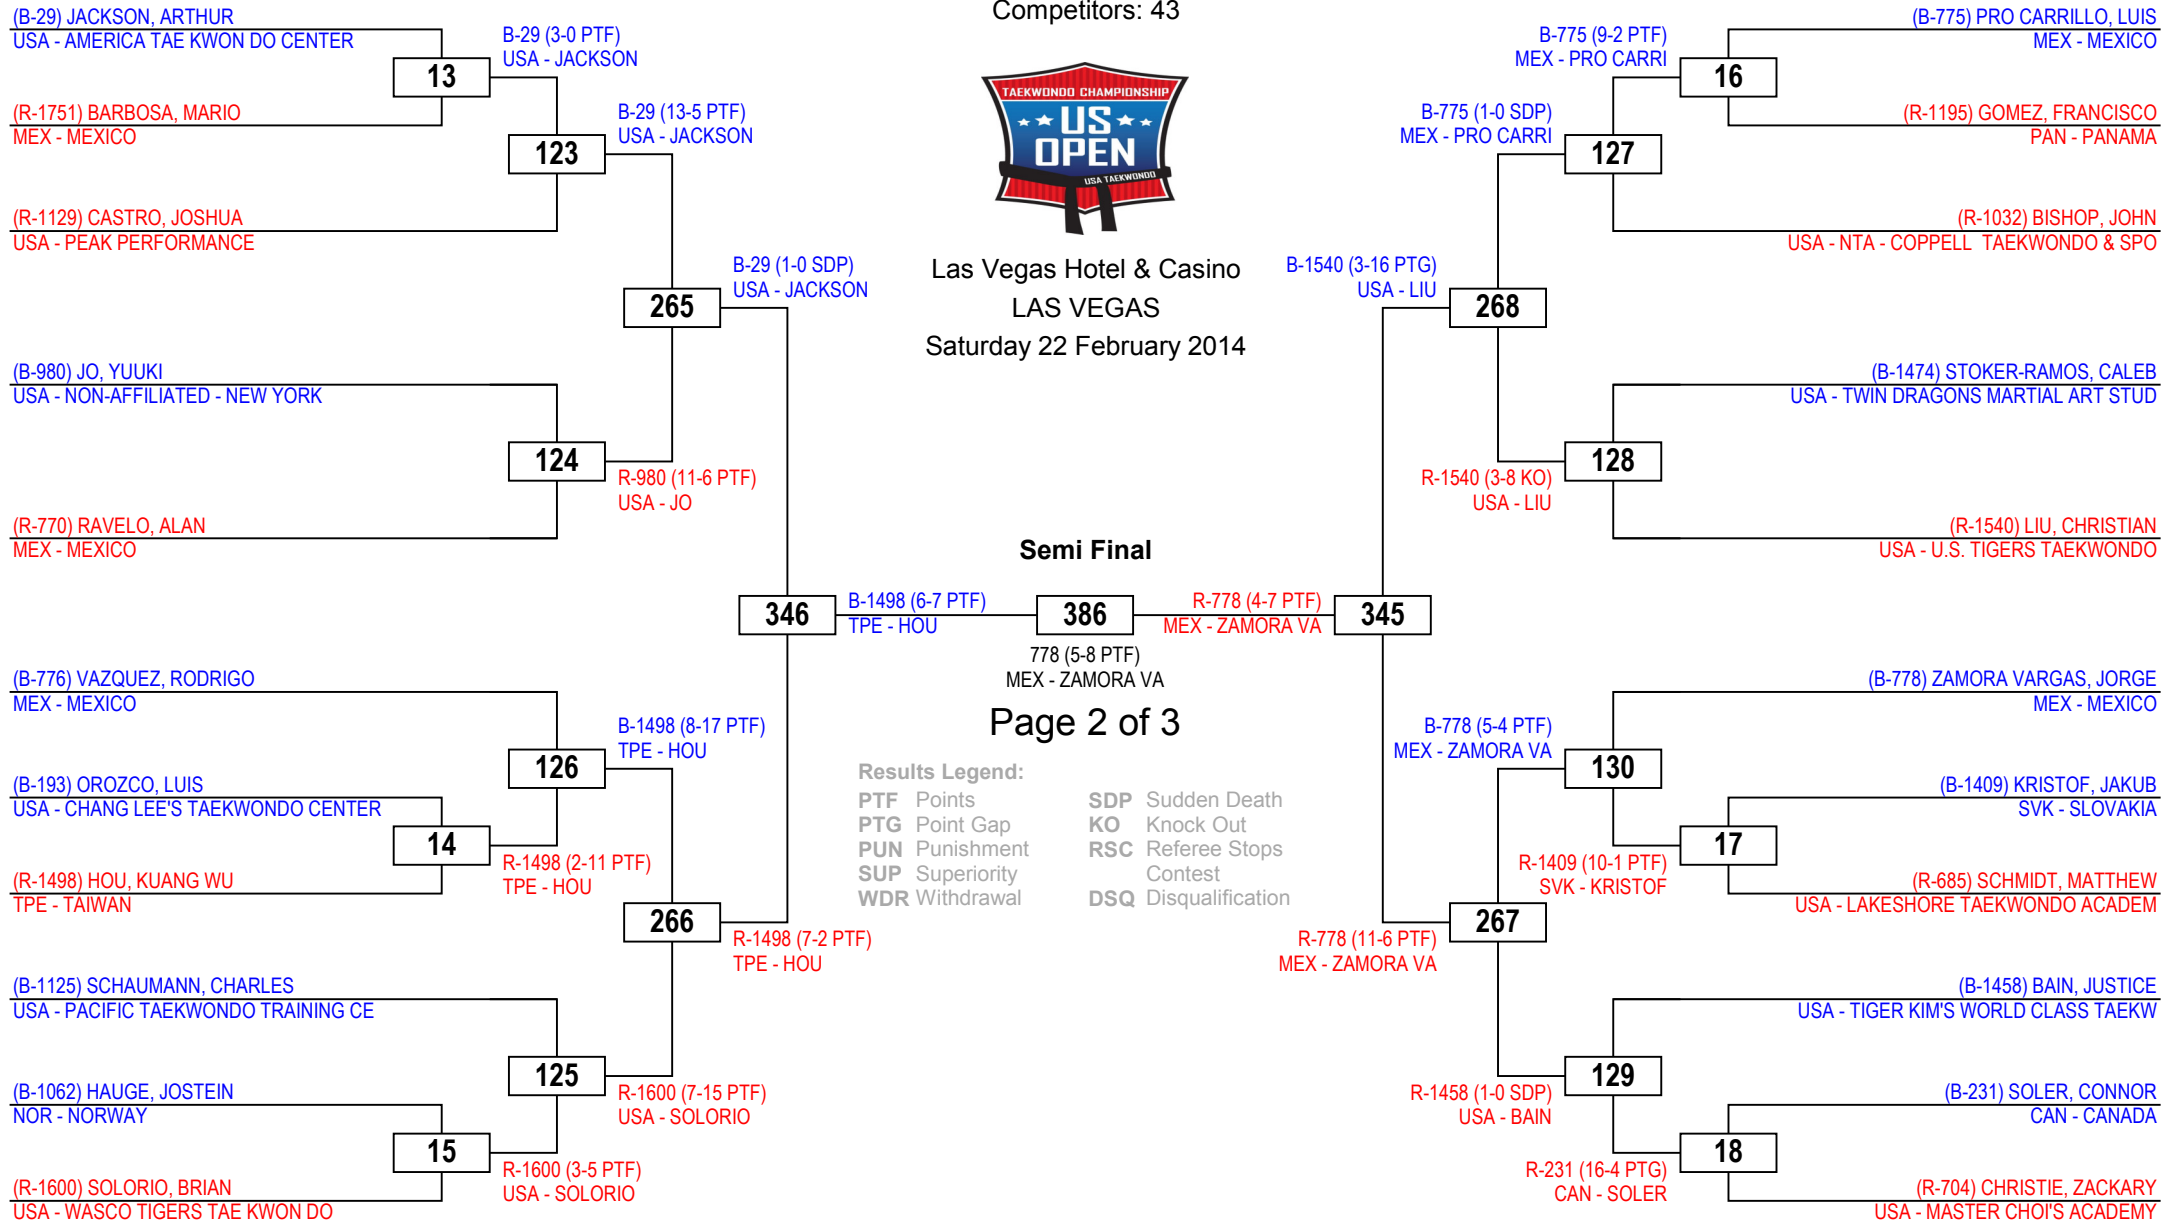 Competitors: 43
TAEKWONDO CHAMPIONSHIP
US
OPEN
USA TAEKWONDO
Las Vegas Hotel & Casino
LAS VEGAS
Saturday 22 February 2014
(B-29) JACKSON, ARTHUR
USA - AMERICA TAE KWON DO CENTER
13
B-29 (3-0 PTF)
USA - JACKSON
(R-1751) BARBOSA, MARIO
MEX - MEXICO
B-29 (13-5 PTF)
USA - JACKSON
123
(R-1129) CASTRO, JOSHUA
USA - PEAK PERFORMANCE
B-29 (1-0 SDP)
USA - JACKSON
265
(B-980) JO, YUUKI
USA - NON-AFFILIATED - NEW YORK
124
R-980 (11-6 PTF)
USA - JO
(R-770) RAVELO, ALAN
MEX - MEXICO
346
B-1498 (6-7 PTF)
TPE - HOU
(B-776) VAZQUEZ, RODRIGO
MEX - MEXICO
B-1498 (8-17 PTF)
TPE - HOU
126
(B-193) OROZCO, LUIS
USA - CHANG LEE'S TAEKWONDO CENTER
14
R-1498 (2-11 PTF)
TPE - HOU
(R-1498) HOU, KUANG WU
TPE - TAIWAN
266
R-1498 (7-2 PTF)
TPE - HOU
(B-1125) SCHAUMANN, CHARLES
USA - PACIFIC TAEKWONDO TRAINING CE
125
R-1600 (7-15 PTF)
USA - SOLORIO
(B-1062) HAUGE, JOSTEIN
NOR - NORWAY
15
R-1600 (3-5 PTF)
USA - SOLORIO
(R-1600) SOLORIO, BRIAN
USA - WASCO TIGERS TAE KWON DO
Semi Final
386
778 (5-8 PTF)
MEX - ZAMORA VA
Page 2 of 3
Results Legend:
PTF Points
PTG Point Gap
PUN Punishment
SUP Superiority
WDR Withdrawal
SDP Sudden Death
KO Knock Out
RSC Referee Stops
Contest
DSQ Disqualification
(B-775) PRO CARRILLO, LUIS
MEX - MEXICO
B-775 (9-2 PTF)
MEX - PRO CARRI
16
(R-1195) GOMEZ, FRANCISCO
PAN - PANAMA
B-775 (1-0 SDP)
MEX - PRO CARRI
127
(R-1032) BISHOP, JOHN
USA - NTA - COPPELL  TAEKWONDO & SPO
B-1540 (3-16 PTG)
USA - LIU
268
(B-1474) STOKER-RAMOS, CALEB
USA - TWIN DRAGONS MARTIAL ART STUD
128
R-1540 (3-8 KO)
USA - LIU
(R-1540) LIU, CHRISTIAN
USA - U.S. TIGERS TAEKWONDO
R-778 (4-7 PTF)
MEX - ZAMORA VA
345
(B-778) ZAMORA VARGAS, JORGE
MEX - MEXICO
B-778 (5-4 PTF)
MEX - ZAMORA VA
130
(B-1409) KRISTOF, JAKUB
SVK - SLOVAKIA
17
R-1409 (10-1 PTF)
SVK - KRISTOF
(R-685) SCHMIDT, MATTHEW
USA - LAKESHORE TAEKWONDO ACADEM
267
R-778 (11-6 PTF)
MEX - ZAMORA VA
(B-1458) BAIN, JUSTICE
USA - TIGER KIM'S WORLD CLASS TAEKW
129
R-1458 (1-0 SDP)
USA - BAIN
(B-231) SOLER, CONNOR
CAN - CANADA
18
R-231 (16-4 PTG)
CAN - SOLER
(R-704) CHRISTIE, ZACKARY
USA - MASTER CHOI'S ACADEMY